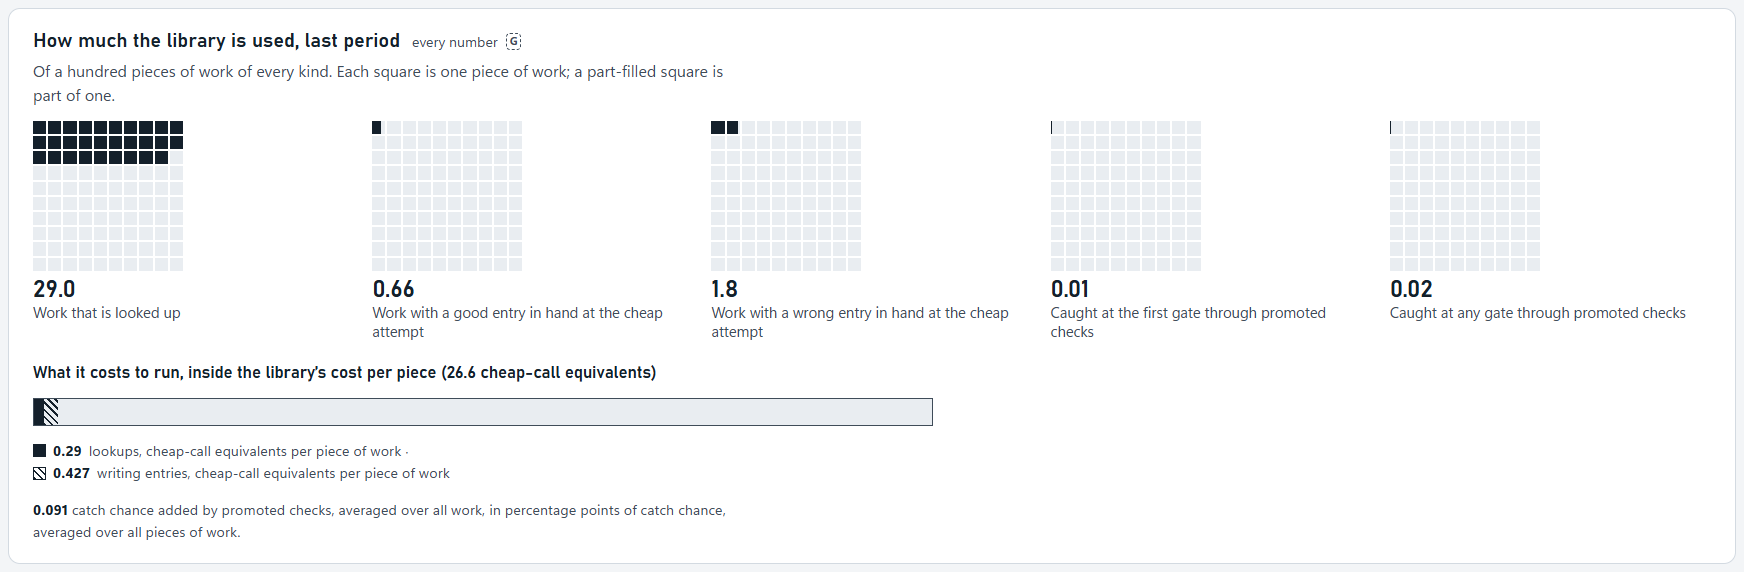 How much the library is used, last period every number G
Of a hundred pieces of work of every kind. Each square is one piece of work; a part-filled square is
part of one.
29.0
Work that is looked up
0.66
Work with a good entry in hand at the cheap
attempt
1.8
Work with a wrong entry in hand at the cheap
attempt
0.01
Caught at the first gate through promoted
checks
0.02
Caught at any gate through promoted checks
What it costs to run, inside the library's cost per piece (26.6 cheap-call equivalents)
0.29 lookups, cheap-call equivalents per piece of work ·
0.427 writing entries, cheap-call equivalents per piece of work
0.091 catch chance added by promoted checks, averaged over all work, in percentage points of catch chance,
averaged over all pieces of work.